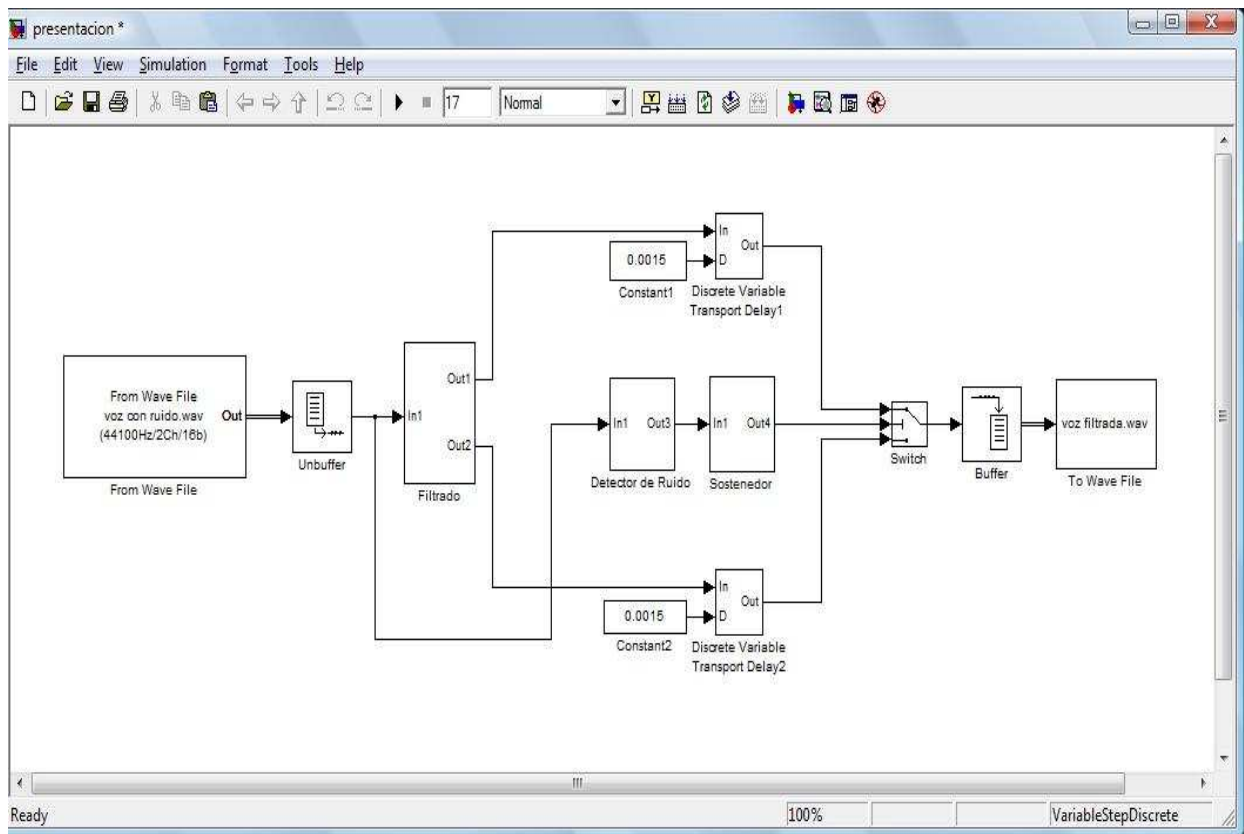 presentacion *
File Edit View Simulation Format Tools Help
17 Normal
From Wave File
voz con ruido.wav
(44100Hz/2Ch/16b)
Out
From Wave File
Unbuffer
In1
Out1
Out2
Filtrado
0.0015
Constant1
In
D
Out
Discrete Variable
Transport Delay1
In1 Out3
Detector de Ruido
In1 Out4
Sostenedor
0.0015
Constant2
In
D
Out
Discrete Variable
Transport Delay2
Switch
Buffer
voz filtrada.wav
To Wave File
Ready 100% VariableStepDiscrete